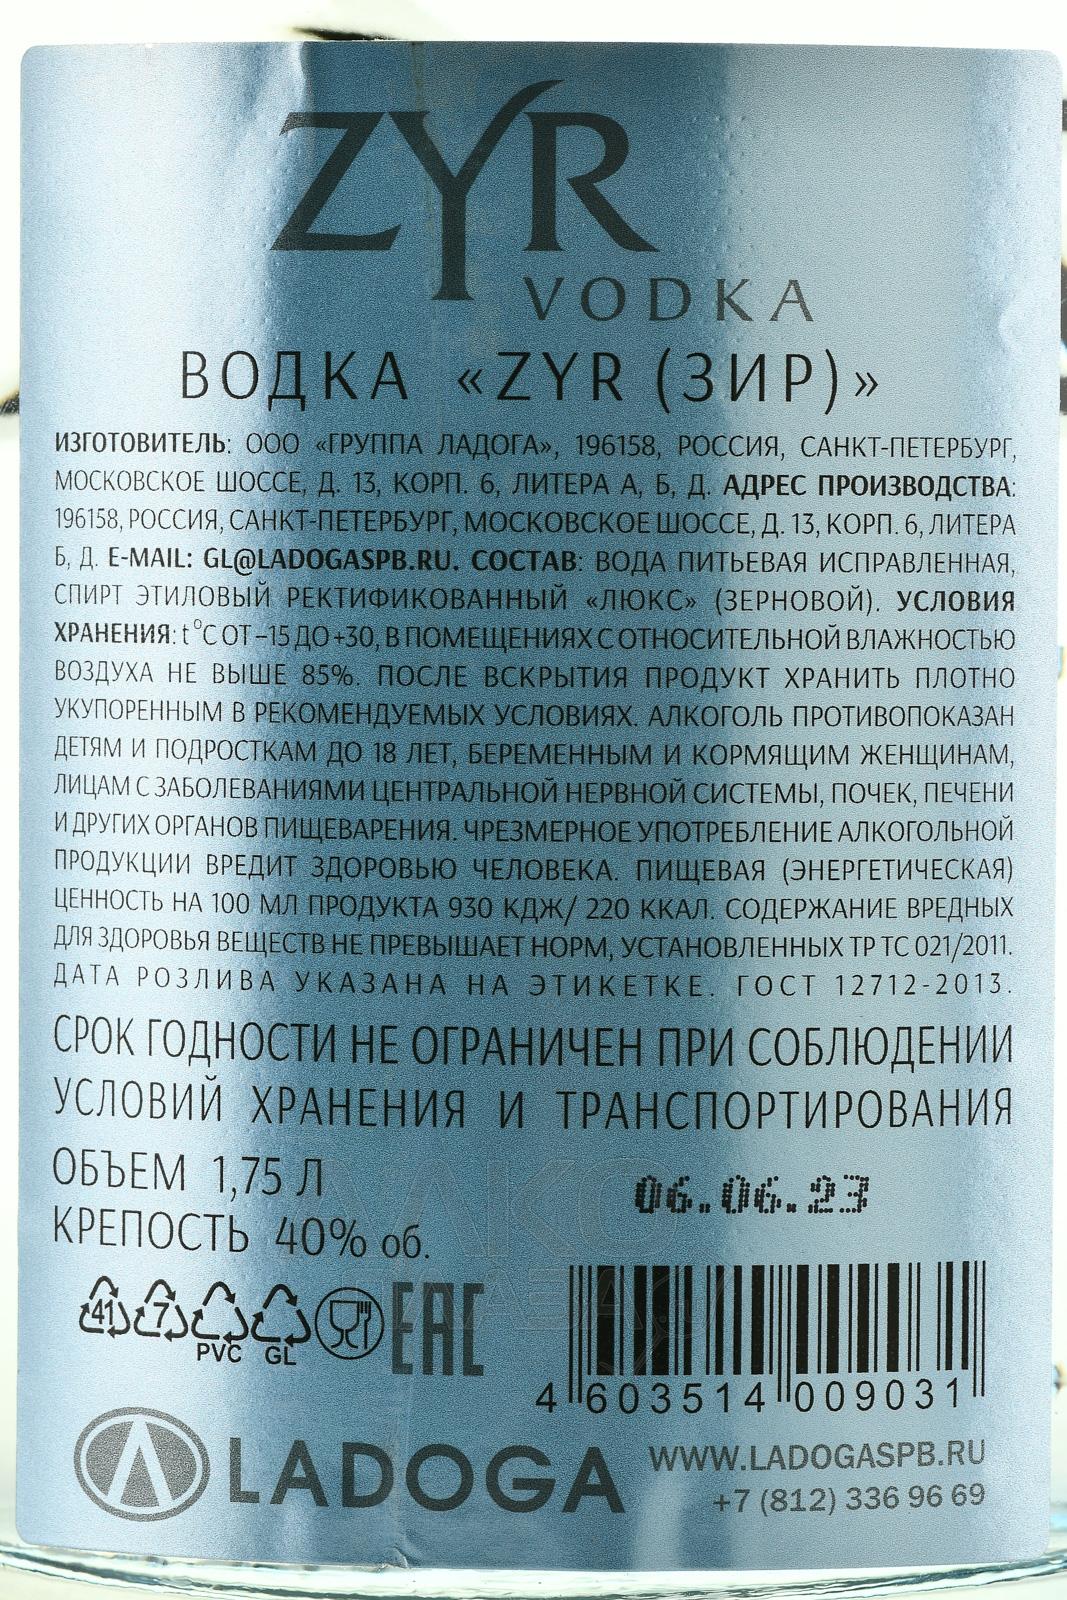 ZYR
VODKA
ВОДКА «ZYR (ЗИР)»
ИЗГОТОВИТЕЛЬ: ООО «ГРУППА ЛАДОГА», 196158, РОССИЯ, САНКТ-ПЕТЕРБУРГ,
МОСКОВСКОЕ ШОССЕ, Д. 13, КОРП. 6, ЛИТЕРА А, Б, Д. АДРЕС ПРОИЗВОДСТВА:
196158, РОССИЯ, САНКТ-ПЕТЕРБУРГ, МОСКОВСКОЕ ШОССЕ, Д. 13, КОРП. 6, ЛИТЕРА
Б, Д. E-MAIL: GL@LADOGASPB.RU. СОСТАВ: ВОДА ПИТЬЕВАЯ ИСПРАВЛЕННАЯ,
СПИРТ ЭТИЛОВЫЙ РЕКТИФИКОВАННЫЙ «ЛЮКС» (ЗЕРНОВОЙ). УСЛОВИЯ
ХРАНЕНИЯ: t °С ОТ –15 ДО +30, В ПОМЕЩЕНИЯХ С ОТНОСИТЕЛЬНОЙ ВЛАЖНОСТЬЮ
ВОЗДУХА НЕ ВЫШЕ 85%. ПОСЛЕ ВСКРЫТИЯ ПРОДУКТ ХРАНИТЬ ПЛОТНО
УКУПОРЕННЫМ В РЕКОМЕНДУЕМЫХ УСЛОВИЯХ. АЛКОГОЛЬ ПРОТИВОПОКАЗАН
ДЕТЯМ И ПОДРОСТКАМ ДО 18 ЛЕТ, БЕРЕМЕННЫМ И КОРМЯЩИМ ЖЕНЩИНАМ,
ЛИЦАМ С ЗАБОЛЕВАНИЯМИ ЦЕНТРАЛЬНОЙ НЕРВНОЙ СИСТЕМЫ, ПОЧЕК, ПЕЧЕНИ
И ДРУГИХ ОРГАНОВ ПИЩЕВАРЕНИЯ. ЧРЕЗМЕРНОЕ УПОТРЕБЛЕНИЕ АЛКОГОЛЬНОЙ
ПРОДУКЦИИ ВРЕДИТ ЗДОРОВЬЮ ЧЕЛОВЕКА. ПИЩЕВАЯ (ЭНЕРГЕТИЧЕСКАЯ)
ЦЕННОСТЬ НА 100 МЛ ПРОДУКТА 930 КДЖ/ 220 ККАЛ. СОДЕРЖАНИЕ ВРЕДНЫХ
ДЛЯ ЗДОРОВЬЯ ВЕЩЕСТВ НЕ ПРЕВЫШАЕТ НОРМ, УСТАНОВЛЕННЫХ ТР ТС 021/2011.
ДАТА РОЗЛИВА УКАЗАНА НА ЭТИКЕТКЕ. ГОСТ 12712-2013.
СРОК ГОДНОСТИ НЕ ОГРАНИЧЕН ПРИ СОБЛЮДЕНИИ
УСЛОВИЙ ХРАНЕНИЯ И ТРАНСПОРТИРОВАНИЯ
ОБЪЕМ 1,75 Л
06.06.23
КРЕПОСТЬ 40% об.
41 7 PVC GL EAC
4 603514 009031
LADOGA
WWW.LADOGASPB.RU
+7 (812) 336 96 69